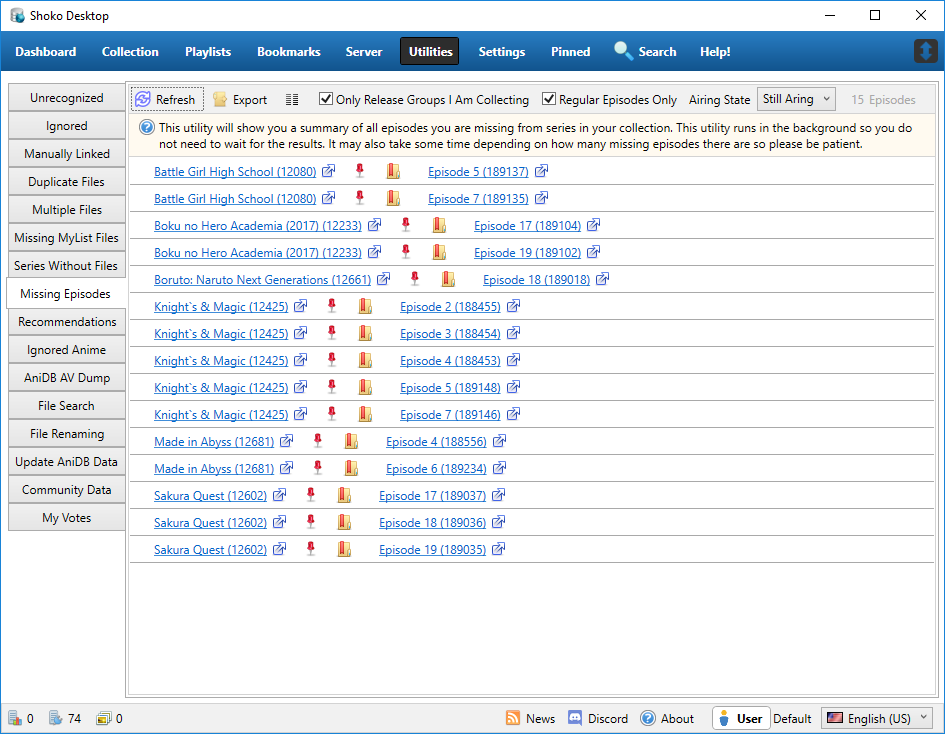 Shoko Desktop
Dashboard Collection Playlists Bookmarks Server Utilities Settings Pinned Search Help!
Unrecognized
Ignored
Manually Linked
Duplicate Files
Multiple Files
Missing MyList Files
Series Without Files
Missing Episodes
Recommendations
Ignored Anime
AniDB AV Dump
File Search
File Renaming
Update AniDB Data
Community Data
My Votes
Refresh Export Only Release Groups I Am Collecting Regular Episodes Only Airing State Still Aring 15 Episodes
This utility will show you a summary of all episodes you are missing from series in your collection. This utility runs in the background so you do
not need to wait for the results. It may also take some time depending on how many missing episodes there are so please be patient.
Battle Girl High School (12080) Episode 5 (189137)
Battle Girl High School (12080) Episode 7 (189135)
Boku no Hero Academia (2017) (12233) Episode 17 (189104)
Boku no Hero Academia (2017) (12233) Episode 19 (189102)
Boruto: Naruto Next Generations (12661) Episode 18 (189018)
Knight`s & Magic (12425) Episode 2 (188455)
Knight`s & Magic (12425) Episode 3 (188454)
Knight`s & Magic (12425) Episode 4 (188453)
Knight`s & Magic (12425) Episode 5 (189148)
Knight`s & Magic (12425) Episode 7 (189146)
Made in Abyss (12681) Episode 4 (188556)
Made in Abyss (12681) Episode 6 (189234)
Sakura Quest (12602) Episode 17 (189037)
Sakura Quest (12602) Episode 18 (189036)
Sakura Quest (12602) Episode 19 (189035)
0 74 0 News Discord About User Default English (US)